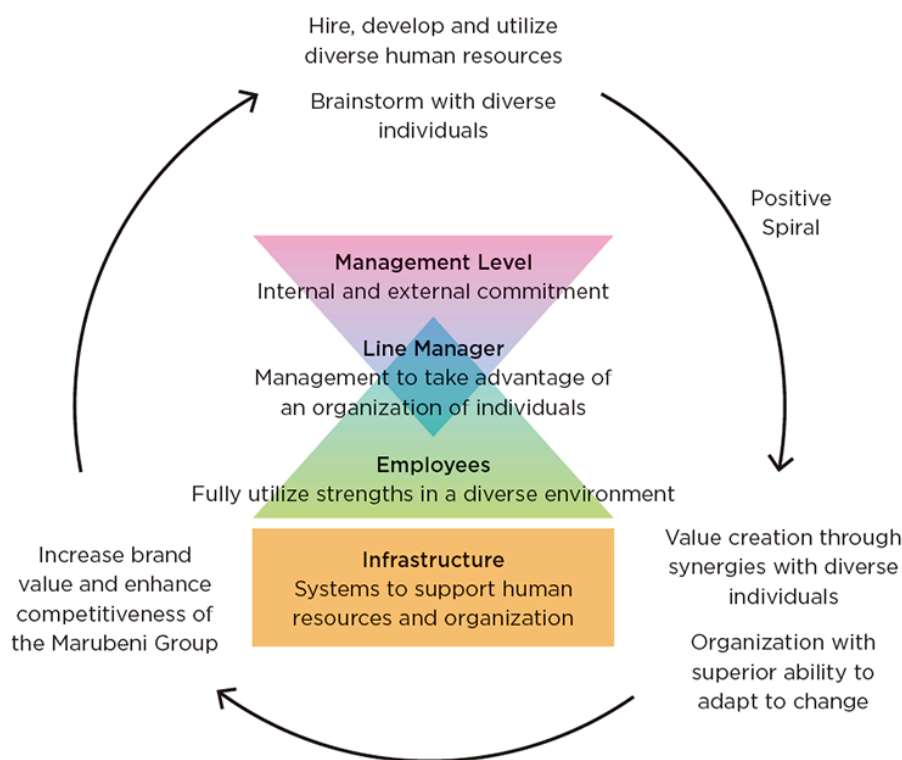 Hire, develop and utilize
diverse human resources
Brainstorm with diverse
individuals
Positive
Spiral
Management Level
Internal and external commitment
Line Manager
Management to take advantage of
an organization of individuals
Employees
Fully utilize strengths in a diverse environment
Infrastructure
Systems to support human
resources and organization
Value creation through
synergies with diverse
individuals
Organization with
superior ability to
adapt to change
Increase brand
value and enhance
competitiveness of
the Marubeni Group